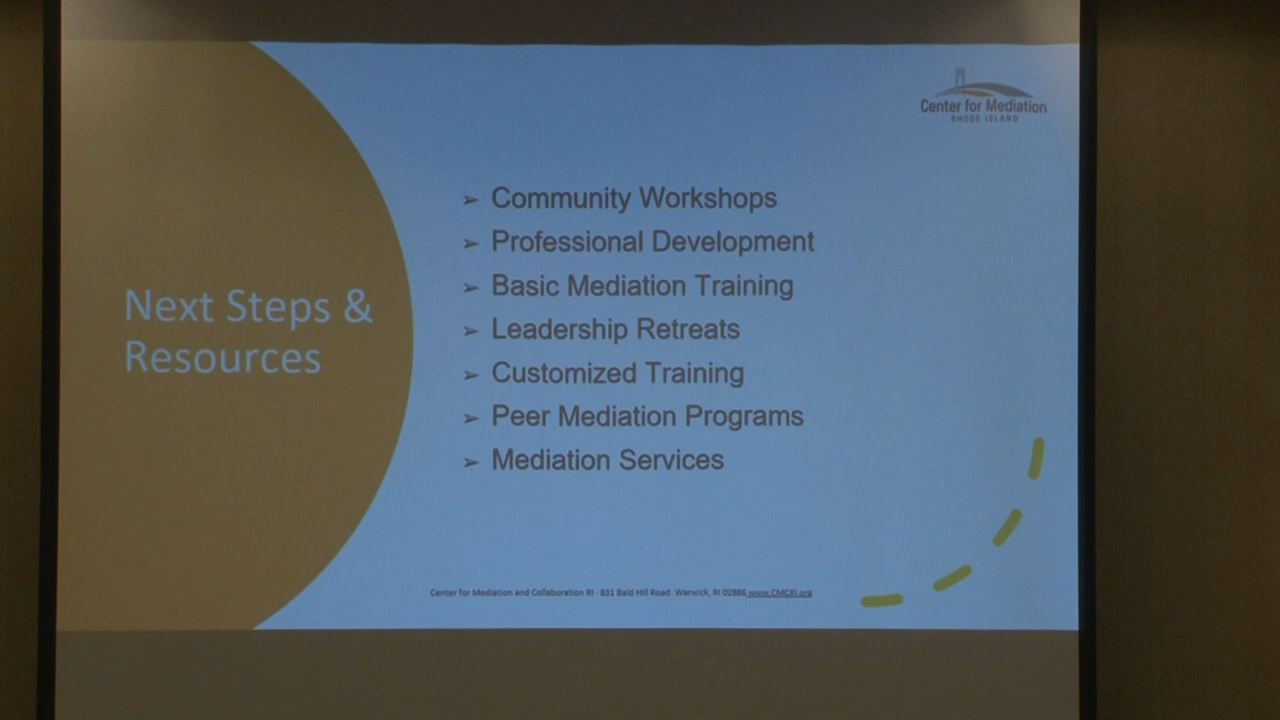 Center for Mediation
RHODE ISLAND
Next Steps &
Resources
➢ Community Workshops
➢ Professional Development
➢ Basic Mediation Training
➢ Leadership Retreats
➢ Customized Training
➢ Peer Mediation Programs
➢ Mediation Services
Center for Mediation and Collaboration RI - 831 Bald Hill Road Warwick, RI 02886 www.CMCRI.org